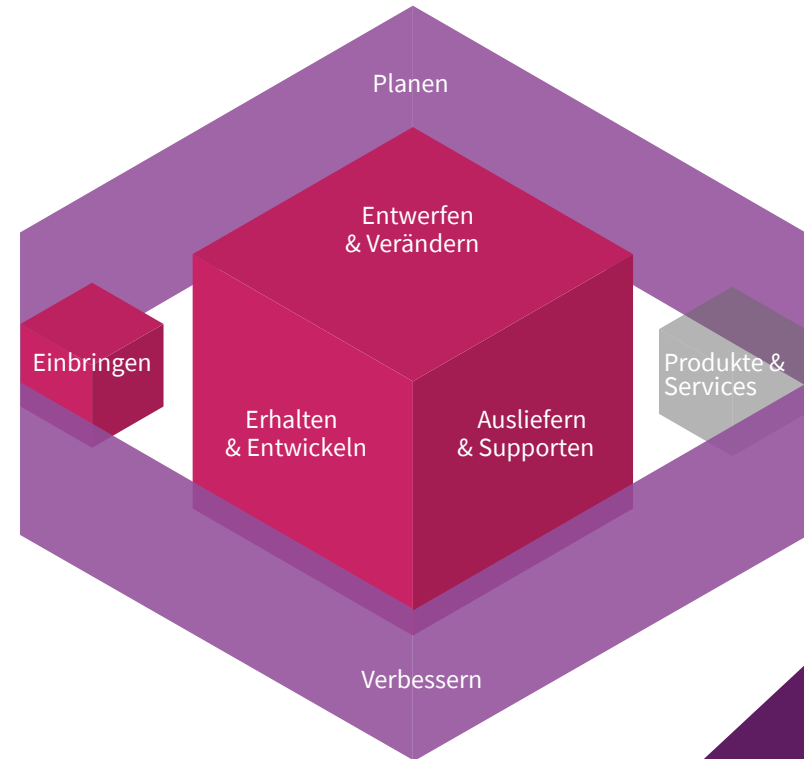 Planen
Entwerfen
& Verändern
Einbringen
Produkte &
Services
Erhalten
& Entwickeln
Ausliefern
& Supporten
Verbessern